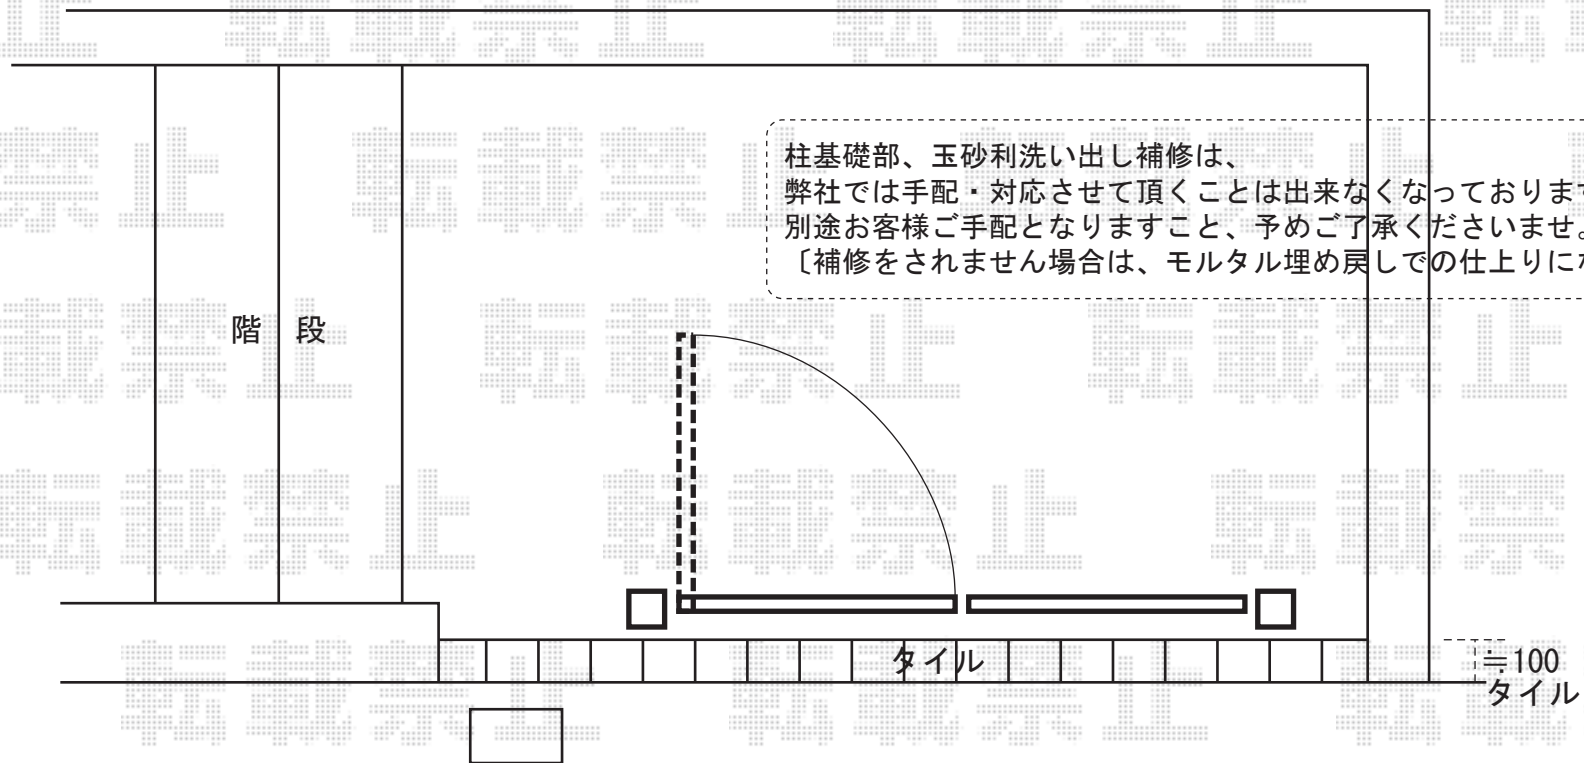 柱基礎部、玉砂利洗い出し補修は、
弊社では手配・対応させて頂くことは出来なくなっております
別途お客様ご手配となりますこと、予めご了承くださいませ。
〔補修をされません場合は、モルタル埋め戻しでの仕上りに
階 段
タイル
≒100
タイル
転載禁止